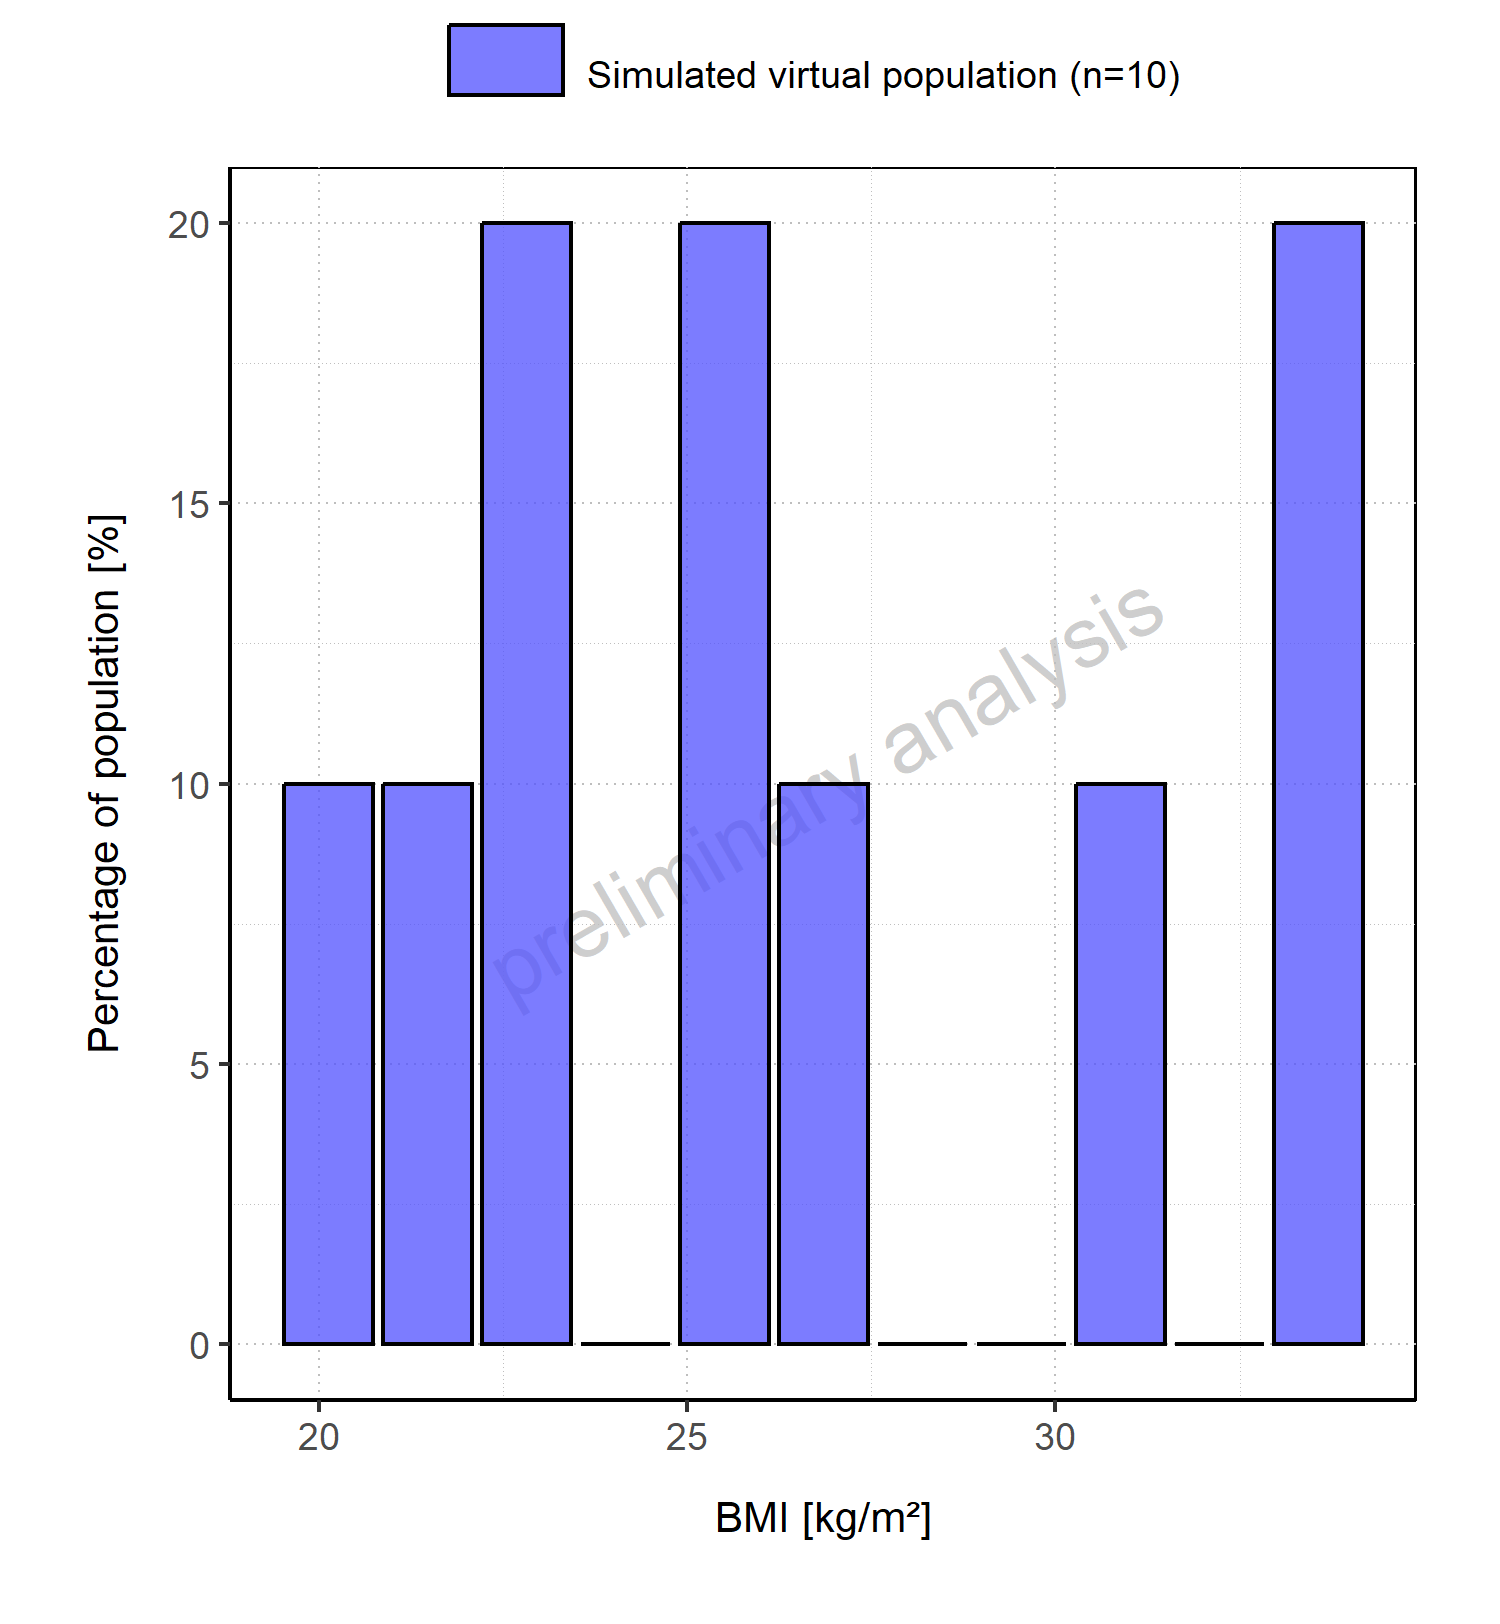 Simulated virtual population (n=10)
20
15
10
5
0
Percentage of population [%]
preliminary analysis
20
25
30
BMI [kg/m²]